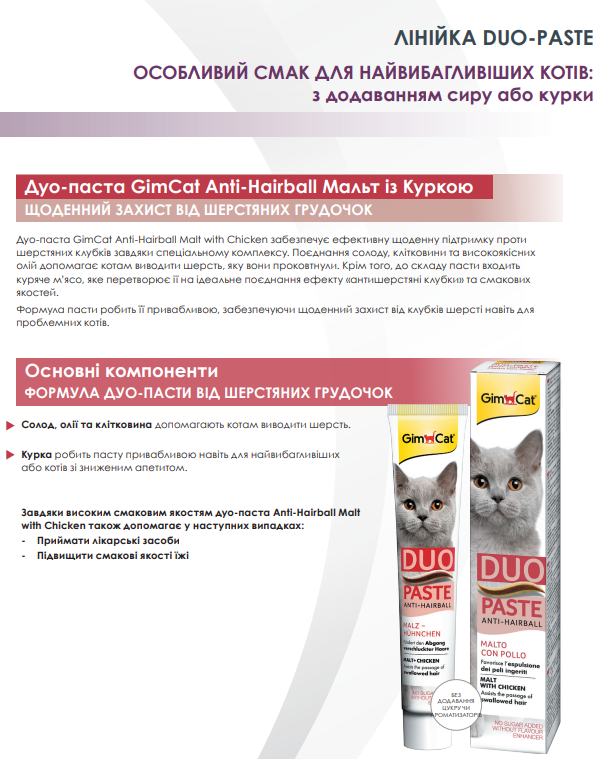 ЛІНІЙКА DUO-PASTE
ОСОБЛИВИЙ СМАК ДЛЯ НАЙВИБАГЛИВІШИХ КОТІВ:
з додаванням сиру або курки
Дуо-паста GimCat Anti-Hairball Мальт із Куркою
ЩОДЕННИЙ ЗАХИСТ ВІД ШЕРСТЯНИХ ГРУДОЧОК
Дуо-паста GimCat Anti-Hairball Malt with Chicken забезпечує ефективну щоденну підтримку проти
шерстяних клубків завдяки спеціальному комплексу. Поєднання солоду, клітковини та високоякісних
олій допомагає котам виводити шерсть, яку вони проковтнули. Крім того, до складу пасти входить
куряче м'ясо, яке перетворює її на ідеальне поєднання ефекту «антишерстяні клубки» та смакових
якостей.
Формула пасти робить її привабливою, забезпечуючи щоденний захист від клубків шерсті навіть для
проблемних котів.
Основні компоненти
ФОРМУЛА ДУО-ПАСТИ ВІД ШЕРСТЯНИХ ГРУДОЧОК
Солод, олії та клітковина допомагають котам виводити шерсть.
Курка робить пасту привабливою навіть для найвибагливіших
або котів зі зниженим апетитом.
Завдяки високим смаковим якостям дуо-паста Anti-Hairball Malt
with Chicken також допомагає у наступних випадках:
- Приймати лікарські засоби
- Підвищити смакові якості їжі
GimCat
DUO
PASTE
ANTI-HAIRBALL
MALZ –
HÜHNCHEN
fördert den Abgang
verschluckter Haare
MALT+CHICKEN
Assists the passage of
swallowed hair
NO SUGAR
БЕЗ
ДОДАВАННЯ
ЦУКРУ ЧИ
АРОМАТИЗАТОРІВ
GimCat
DUO
PASTE
ANTI-HAIRBALL
MALTO
CON POLLO
Favorisce l'espulsione
dei peli ingeriti
MALT
WITH CHICKEN
Assists the passage of
swallowed hair
NO SUGAR ADDED
WITHOUT FLAVOUR
ENHANCER